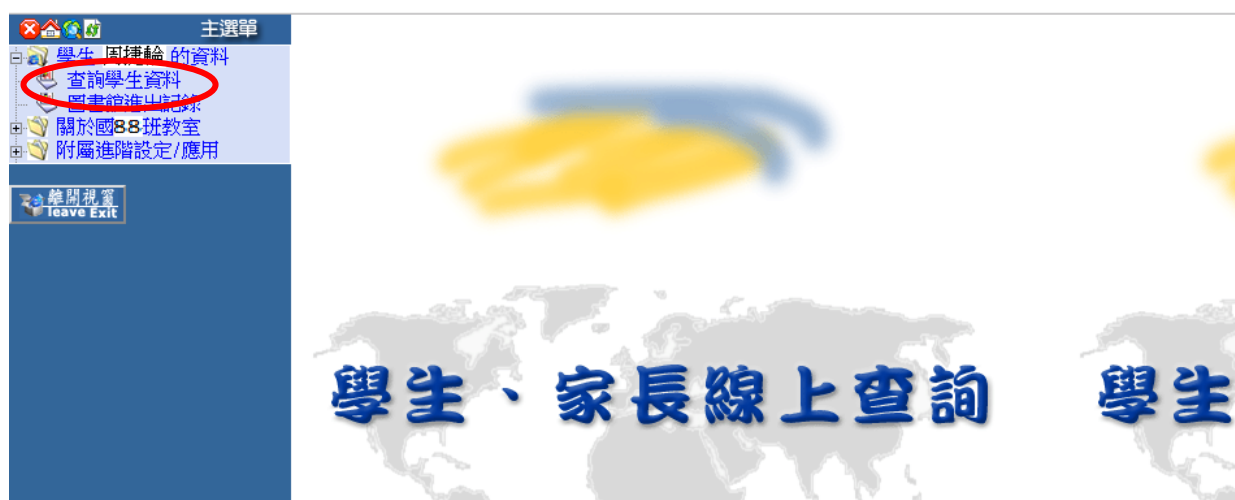 主選單
學生 周捷輪 的資料
查詢學生資料
圖書館進出記錄
關於國88班教室
附屬進階設定/應用
離開視窗
leave Exit
學生、家長線上查詢
學生